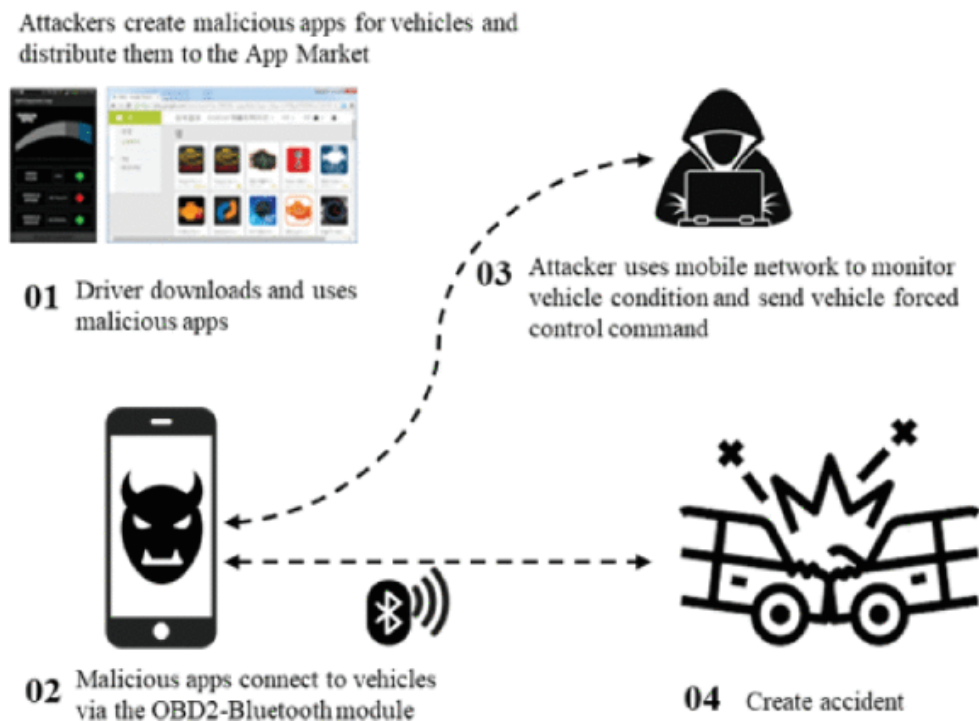 Attackers create malicious apps for vehicles and
distribute them to the App Market
01 Driver downloads and uses
malicious apps
03 Attacker uses mobile network to monitor
vehicle condition and send vehicle forced
control command
02 Malicious apps connect to vehicles
via the OBD2-Bluetooth module
04 Create accident